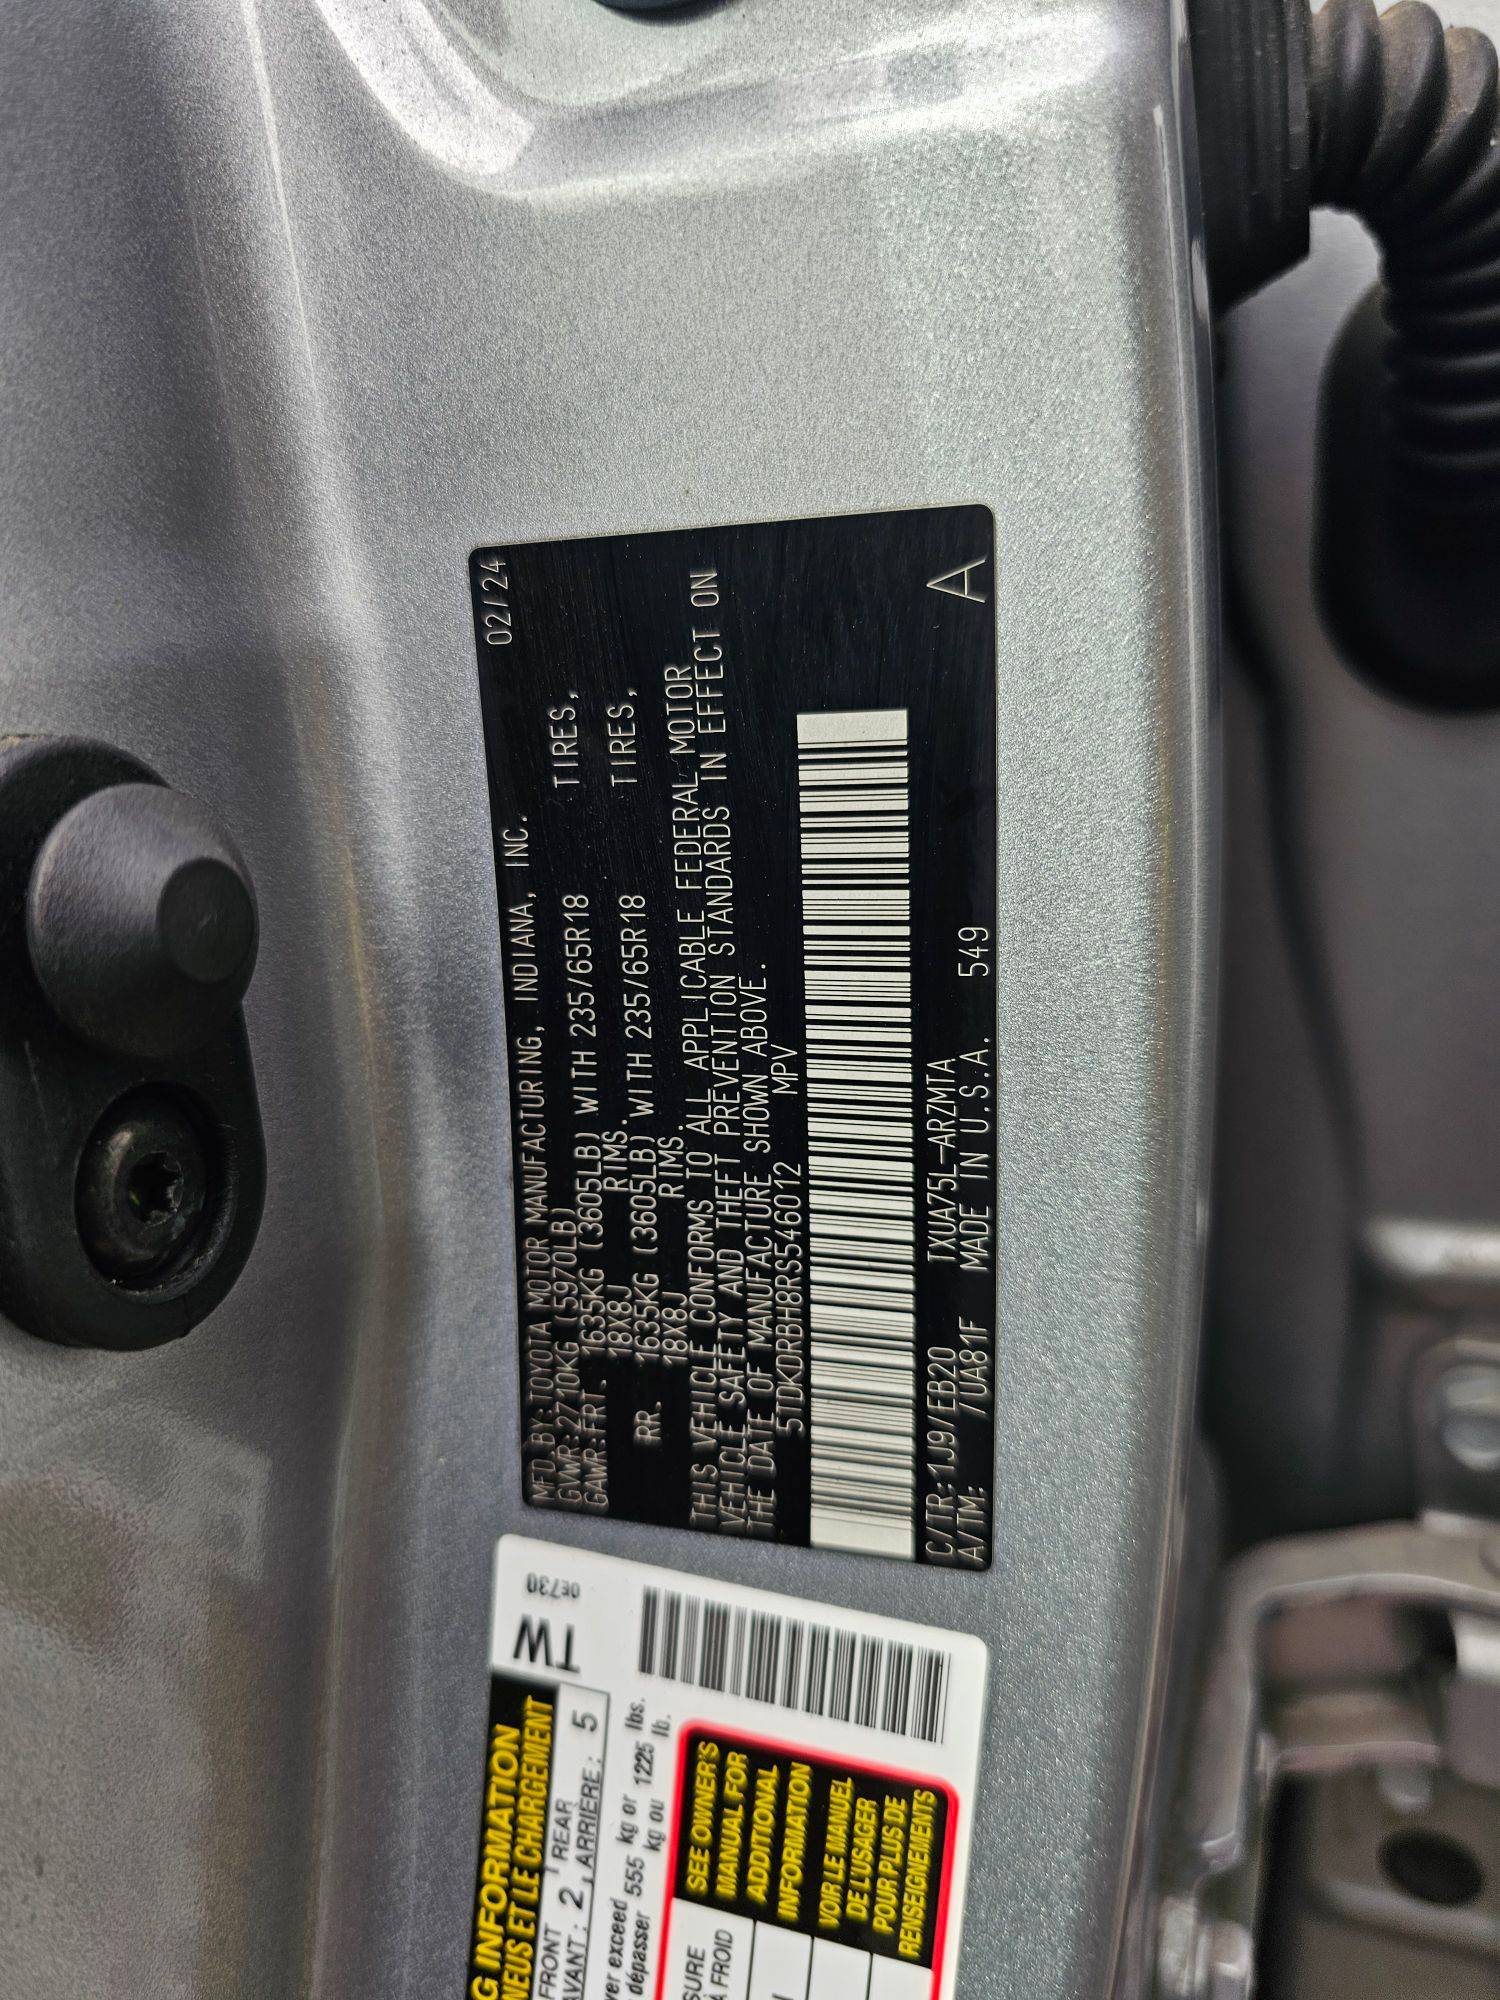 MFD.BY:TOYOTA MOTOR MANUFACTURING, INDIANA, INC. 02/24
GVWR:2710KG (5970LB)
GAWR:FRT. 1635KG (3605LB) WITH 235/65R18 TIRES,
18X8J RIMS.
RR. 1635KG (3605LB) WITH 235/65R18 TIRES,
18X8J RIMS.
THIS VEHICLE CONFORMS TO ALL APPLICABLE FEDERAL MOTOR
VEHICLE SAFETY AND THEFT PREVENTION STANDARDS IN EFFECT ON
THE DATE OF MANUFACTURE SHOWN ABOVE.
5TDKDRBH8RS546012 MPV
C/TR:1J9/EB20 TXUA75L-ARZMTA
A/TM: /UA81F MADE IN U.S.A. 549 A
TW 0E730
G INFORMATION
NEUS ET LE CHARGEMENT
FRONT REAR
AVANT : 2 ARRIÈRE : 5
ver exceed 555 kg or 1225 lbs.
dépasser kg ou lb.
SEE OWNER'S
MANUAL FOR
ADDITIONAL
INFORMATION
VOIR LE MANUEL
DE L'USAGER
POUR PLUS DE
RENSEIGNEMENTS
SURE
À FROID